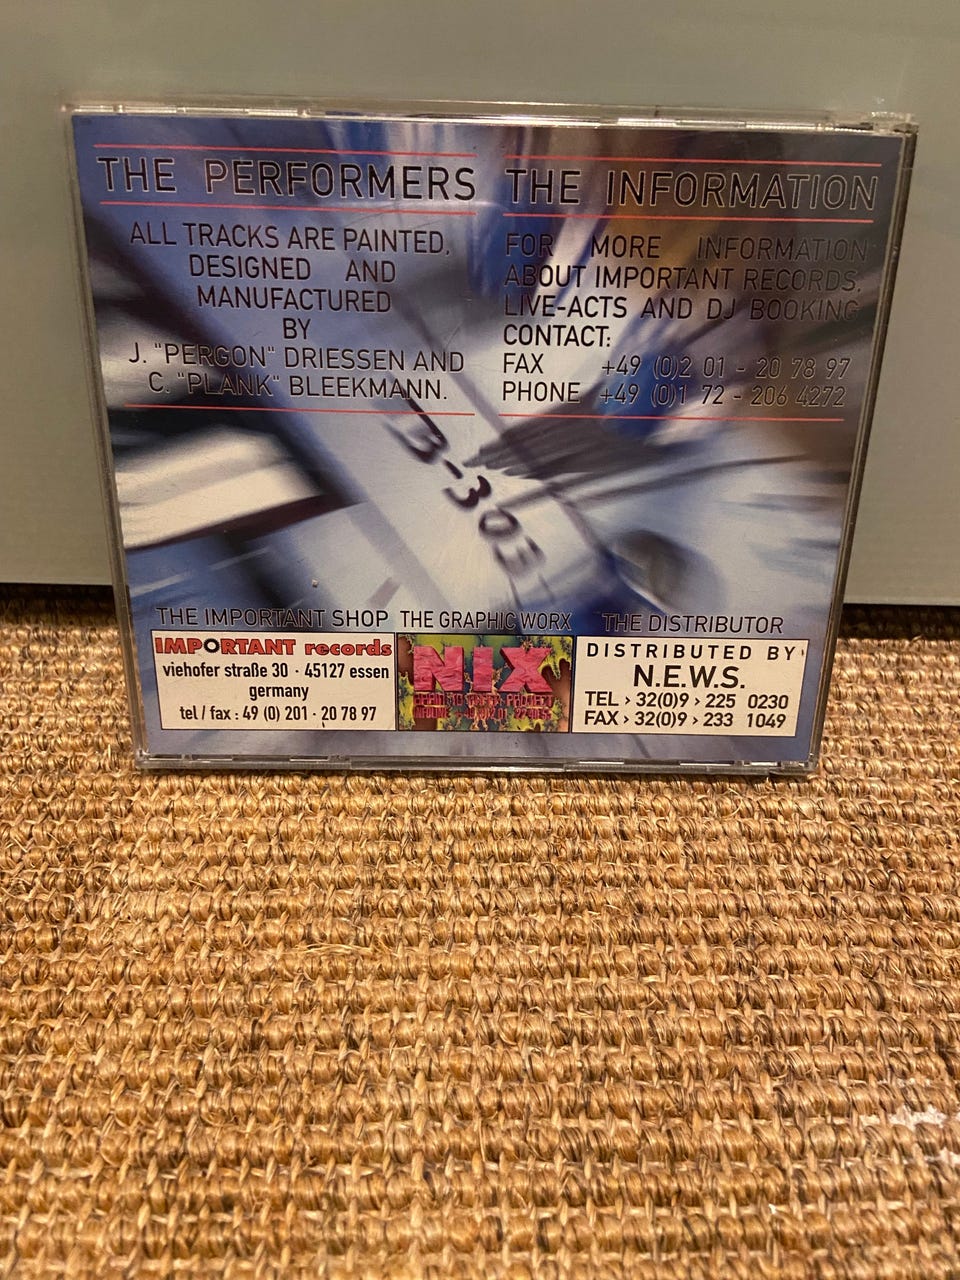 THE PERFORMERS
ALL TRACKS ARE PAINTED,
DESIGNED AND
MANUFACTURED
BY
J. "PERGON" DRIESSEN AND
C. "PLANK" BLEEKMANN.
THE INFORMATION
FOR MORE INFORMATION
ABOUT IMPORTANT RECORDS,
LIVE-ACTS AND DJ BOOKING
CONTACT:
FAX +49 (0)2 01 - 20 78 97
PHONE +49 (0)1 72 - 206 4272
B-303
THE IMPORTANT SHOP
IMPORTANT records
viehofer straße 30 · 45127 essen
germany
tel / fax : 49 (0) 201 · 20 78 97
THE GRAPHIC WORX
NIX
PROJECT
THE DISTRIBUTOR
DISTRIBUTED BY
N.E.W.S.
TEL > 32(0)9 > 225 0230
FAX > 32(0)9 > 233 1049